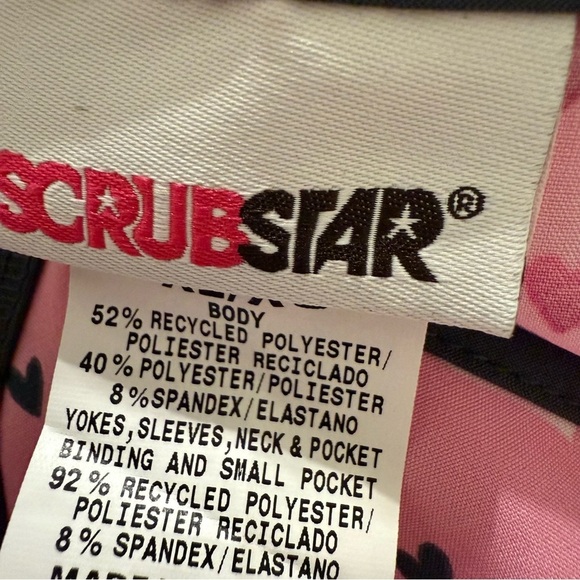 SCRUBSTAR®
BODY
52% RECYCLED POLYESTER/
POLIESTER RECICLADO
40% POLYESTER/POLIESTER
8% SPANDEX/ELASTANO
YOKES, SLEEVES, NECK & POCKET
BINDING AND SMALL POCKET
92% RECYCLED POLYESTER/
POLIESTER RECICLADO
8% SPANDEX/ELASTANO